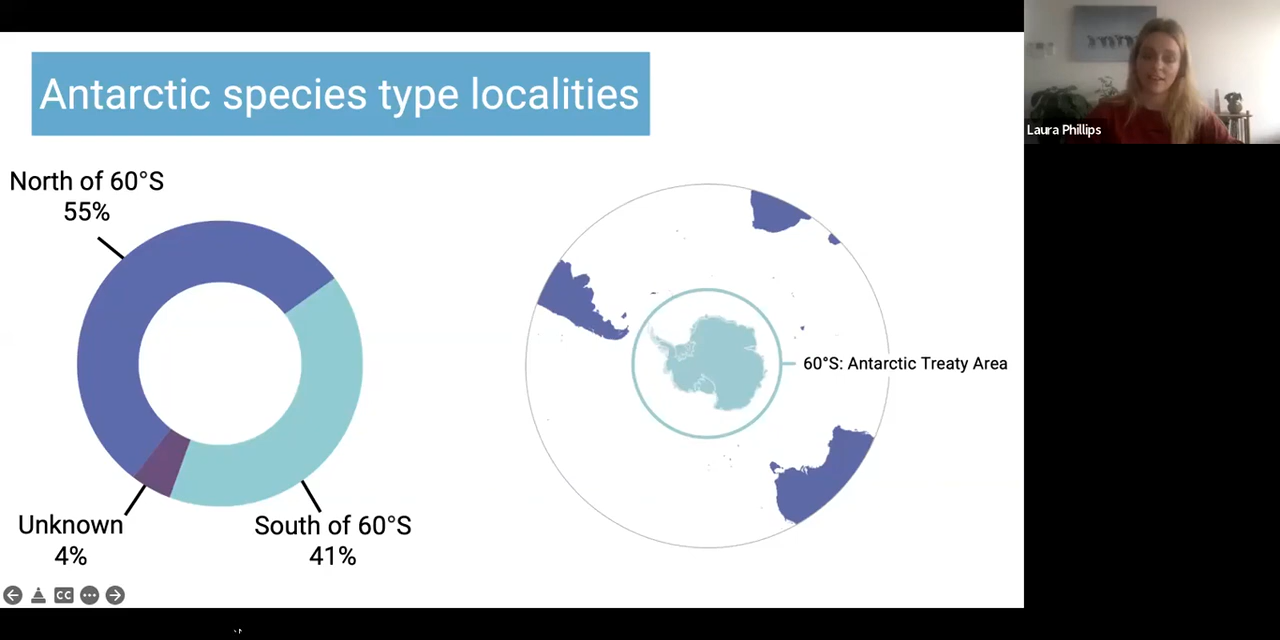 Antarctic species type localities
North of 60°S
55%
Unknown
4%
South of 60°S
41%
60°S: Antarctic Treaty Area
CC
Laura Phillips